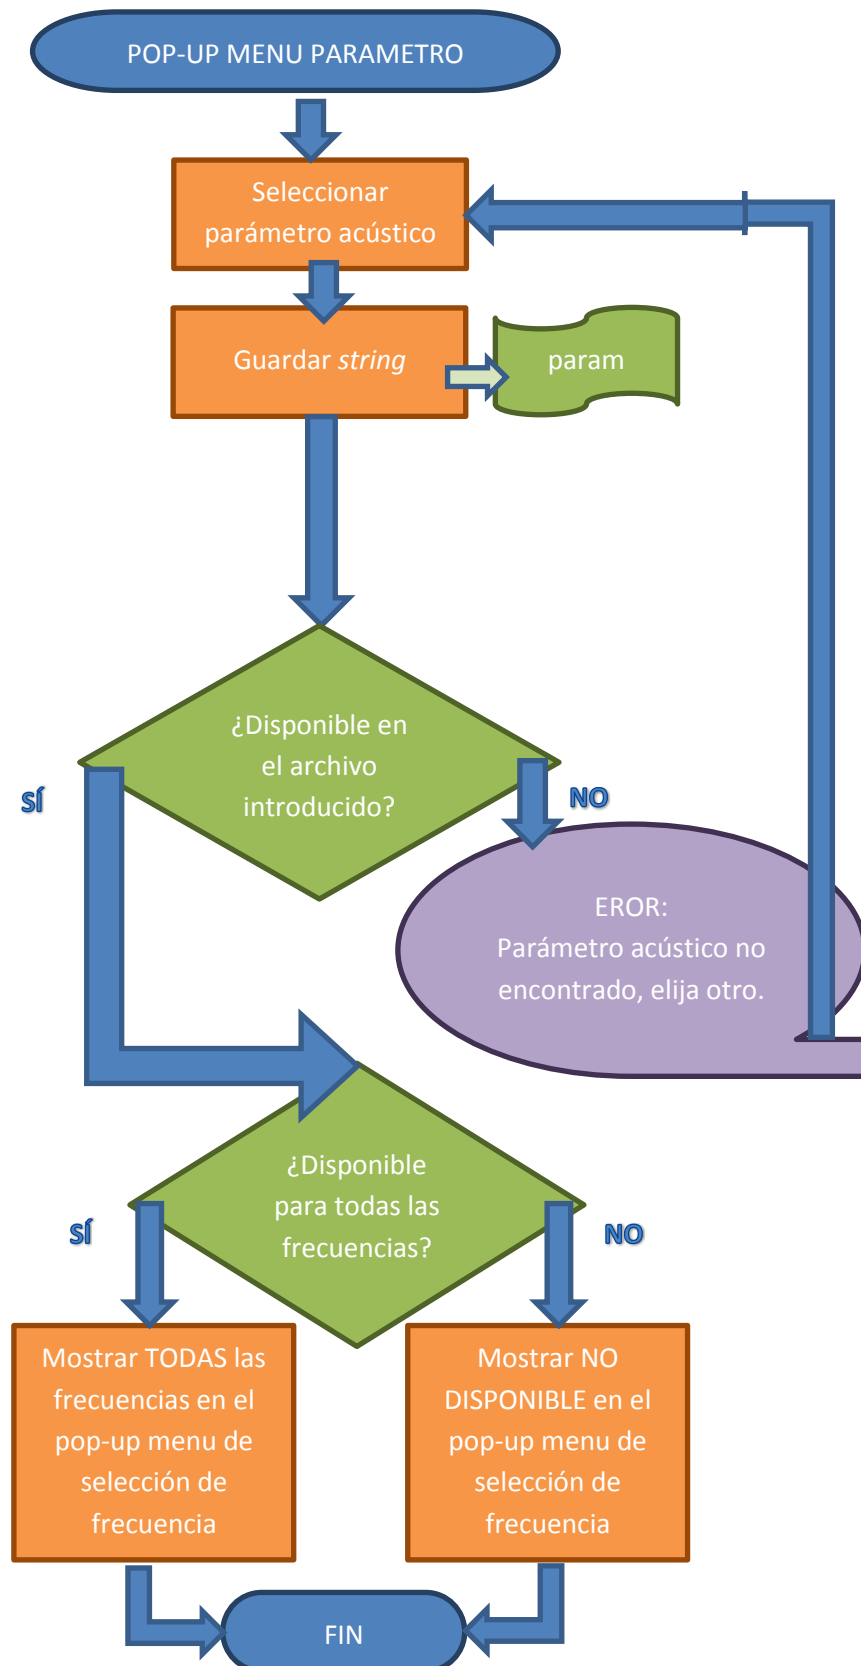 POP-UP MENU PARAMETRO
Seleccionar
parámetro acústico
Guardar string
param
¿Disponible en
el archivo
introducido?
SÍ
NO
EROR:
Parámetro acústico no
encontrado, elija otro.
¿Disponible
para todas las
frecuencias?
SÍ
NO
Mostrar TODAS las
frecuencias en el
pop-up menu de
selección de
frecuencia
Mostrar NO
DISPONIBLE en el
pop-up menu de
selección de
frecuencia
FIN